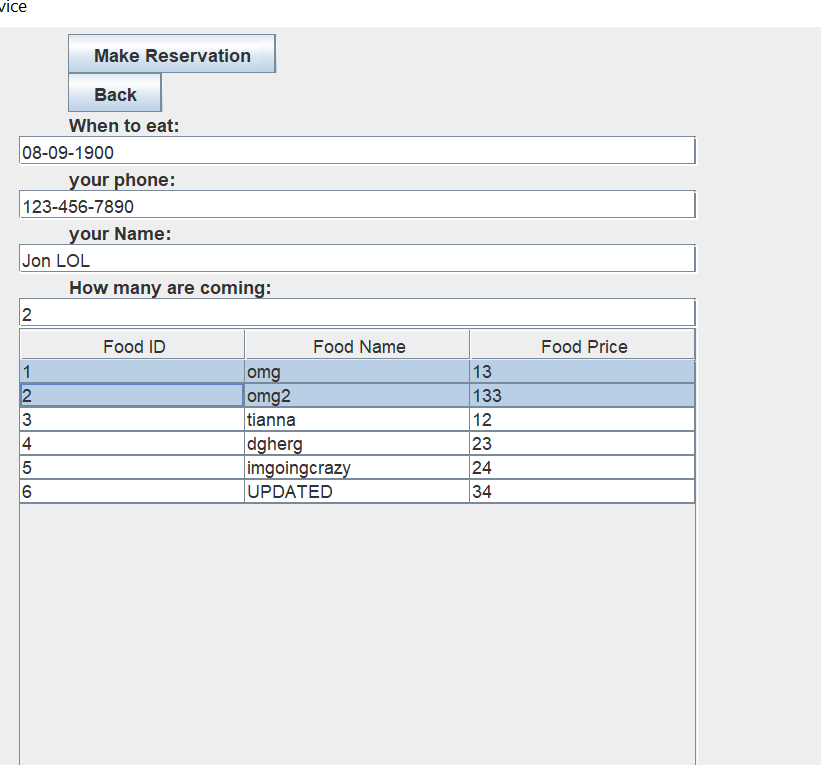 vice
Make Reservation
Back
When to eat:
08-09-1900
your phone:
123-456-7890
your Name:
Jon LOL
How many are coming:
2
Food ID Food Name Food Price
1 omg 13
2 omg2 133
3 tianna 12
4 dgherg 23
5 imgoingcrazy 24
6 UPDATED 34